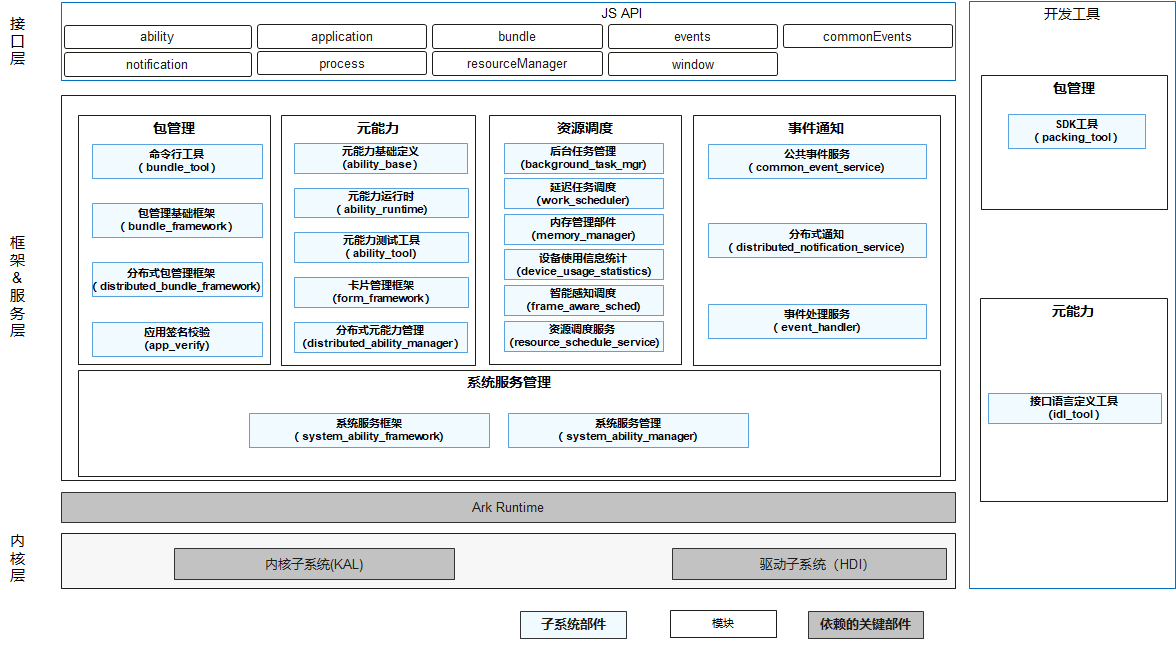 接
口
层
JS API
ability
application
bundle
events
commonEvents
notification
process
resourceManager
window
框
架
&
服
务
层
包管理
命令行工具
( bundle_tool )
包管理基础框架
( bundle_framework )
分布式包管理框架
( distributed_bundle_framework)
应用签名校验
(app_verify)
元能力
元能力基础定义
(ability_base )
元能力运行时
( ability_runtime)
元能力测试工具
( ability_tool)
卡片管理框架
(form_framework )
分布式元能力管理
(distributed_ability_manager )
资源调度
后台任务管理
(background_task_mgr)
延迟任务调度
(work_scheduler)
内存管理部件
(memory_manager)
设备使用信息统计
(device_usage_statistics)
智能感知调度
(frame_aware_sched)
资源调度服务
(resource_schedule_service)
事件通知
公共事件服务
( common_event_service)
分布式通知
( distributed_notification_service)
事件处理服务
( event_handler)
系统服务管理
系统服务框架
( system_ability_framework)
系统服务管理
( system_ability_manager)
Ark Runtime
内
核
层
内核子系统(KAL)
驱动子系统（HDI）
开发工具
包管理
SDK工具
( packing_tool )
元能力
接口语言定义工具
(idl_tool )
子系统部件
模块
依赖的关键部件